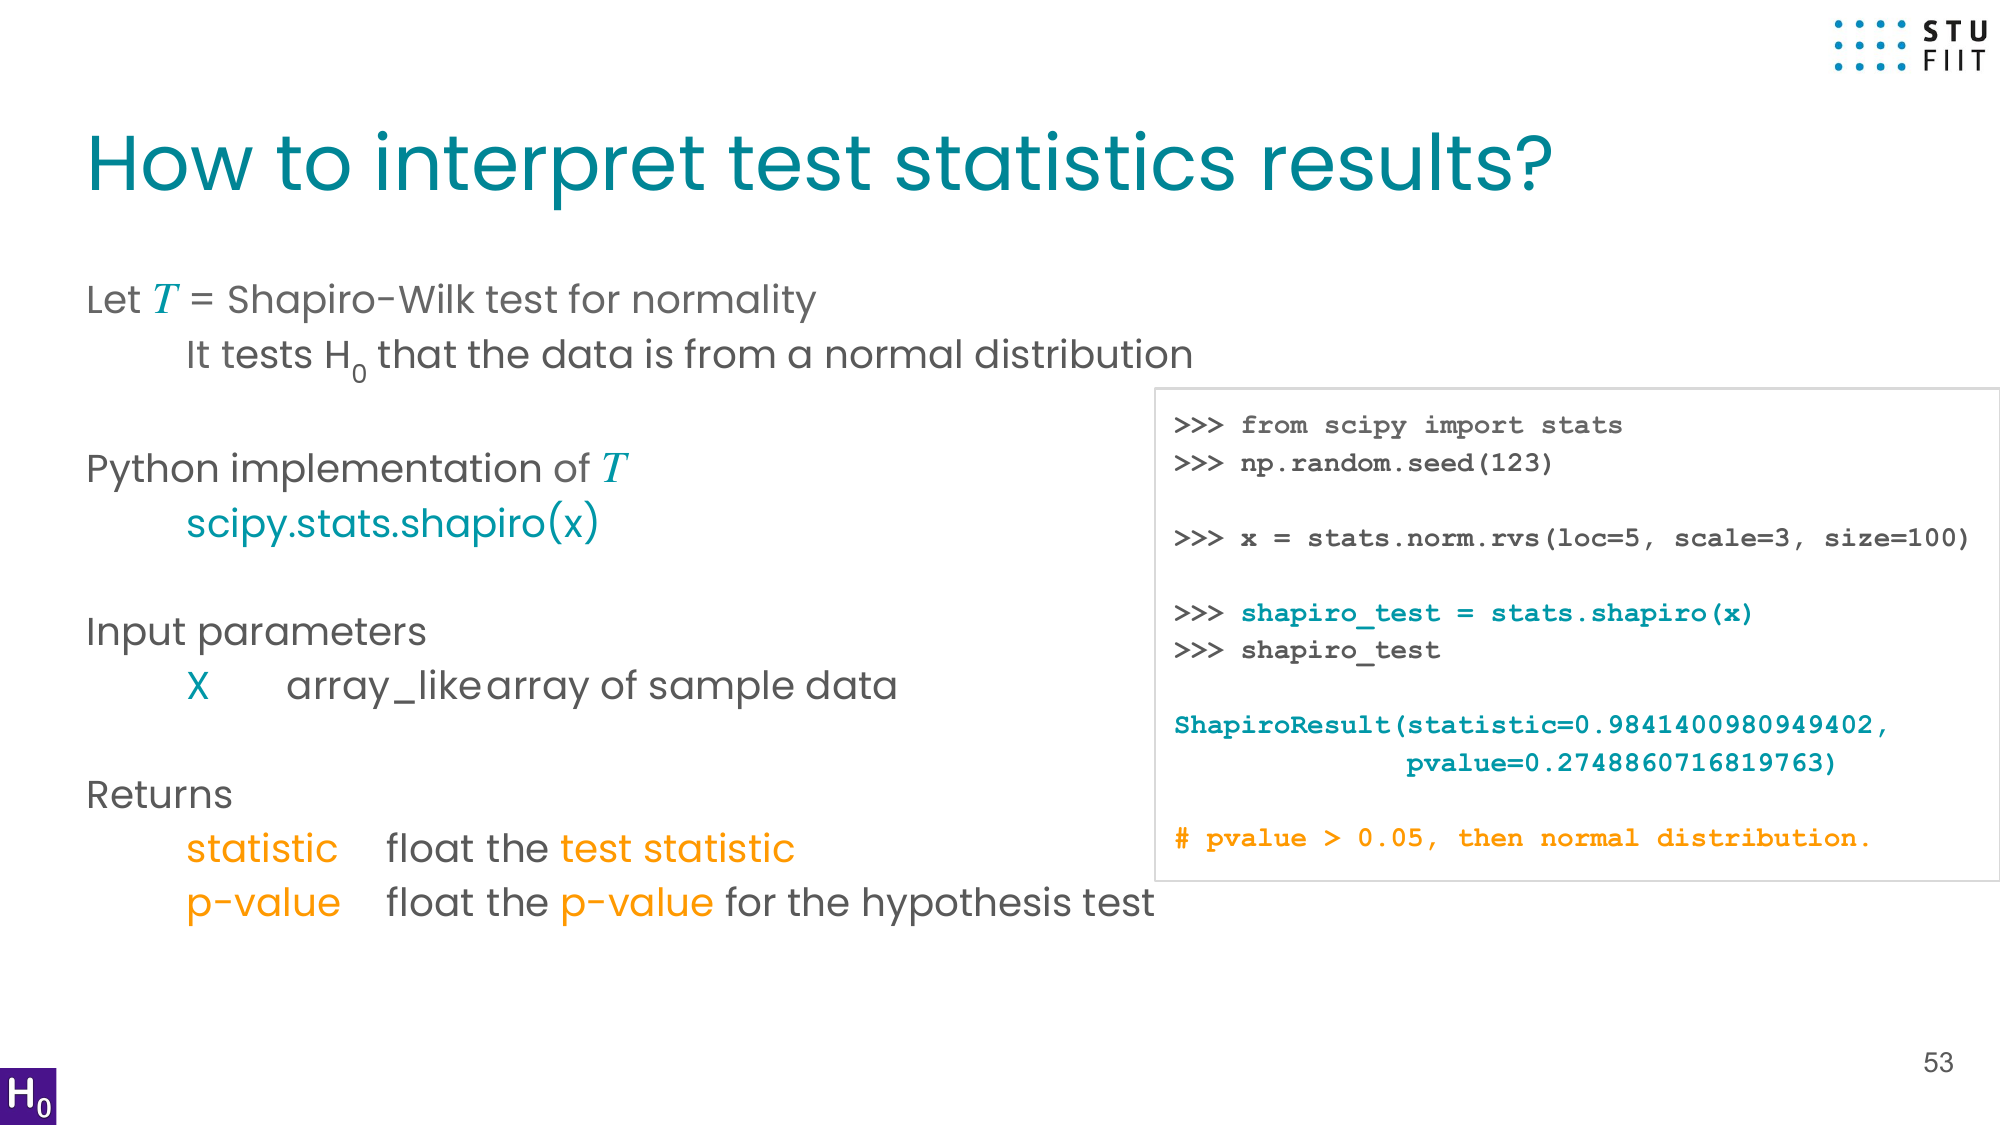 STU
FIIT
How to interpret test statistics results?
Let T = Shapiro-Wilk test for normality
It tests H0 that the data is from a normal distribution
Python implementation of T
scipy.stats.shapiro(x)
Input parameters
X array_like array of sample data
Returns
statistic float the test statistic
p-value float the p-value for the hypothesis test
>>> from scipy import stats
>>> np.random.seed(123)
>>> x = stats.norm.rvs(loc=5, scale=3, size=100)
>>> shapiro_test = stats.shapiro(x)
>>> shapiro_test
ShapiroResult(statistic=0.9841400980949402,
pvalue=0.2748860716819763)
# pvalue > 0.05, then normal distribution.
53
H0